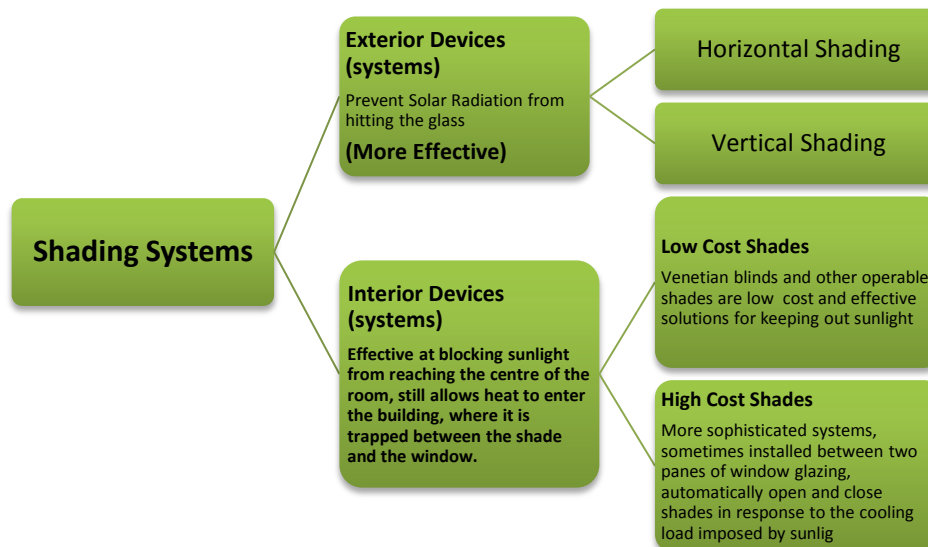 Shading Systems
Exterior Devices
(systems)
Prevent Solar Radiation from
hitting the glass
(More Effective)
Horizontal Shading
Vertical Shading
Interior Devices
(systems)
Effective at blocking sunlight
from reaching the centre of the
room, still allows heat to enter
the building, where it is
trapped between the shade
and the window.
Low Cost Shades
Venetian blinds and other operable
shades are low cost and effective
solutions for keeping out sunlight
High Cost Shades
More sophisticated systems,
sometimes installed between two
panes of window glazing,
automatically open and close
shades in response to the cooling
load imposed by sunlig